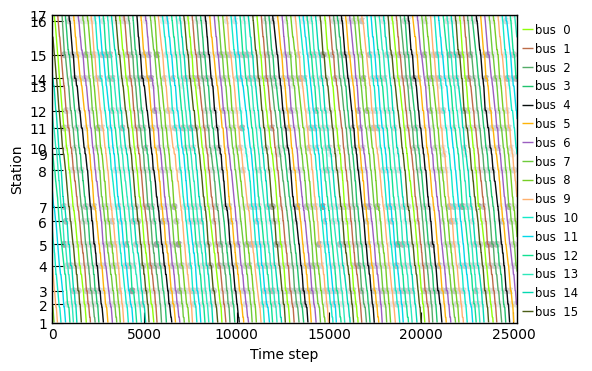 17
16
15
14
13
12
11
10
9
8
7
6
5
4
3
2
1
Station
0 5000 10000 15000 20000 25000
Time step
bus 0
bus 1
bus 2
bus 3
bus 4
bus 5
bus 6
bus 7
bus 8
bus 9
bus 10
bus 11
bus 12
bus 13
bus 14
bus 15